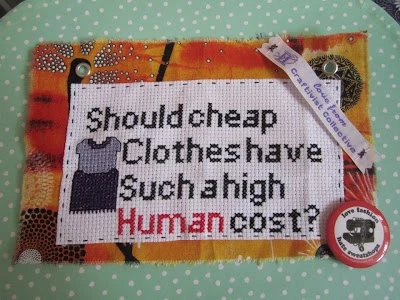 Should cheap
Clothes have
Such a high
Human cost?
love from
Craftivist Collective
love fashion
hate sweatshops